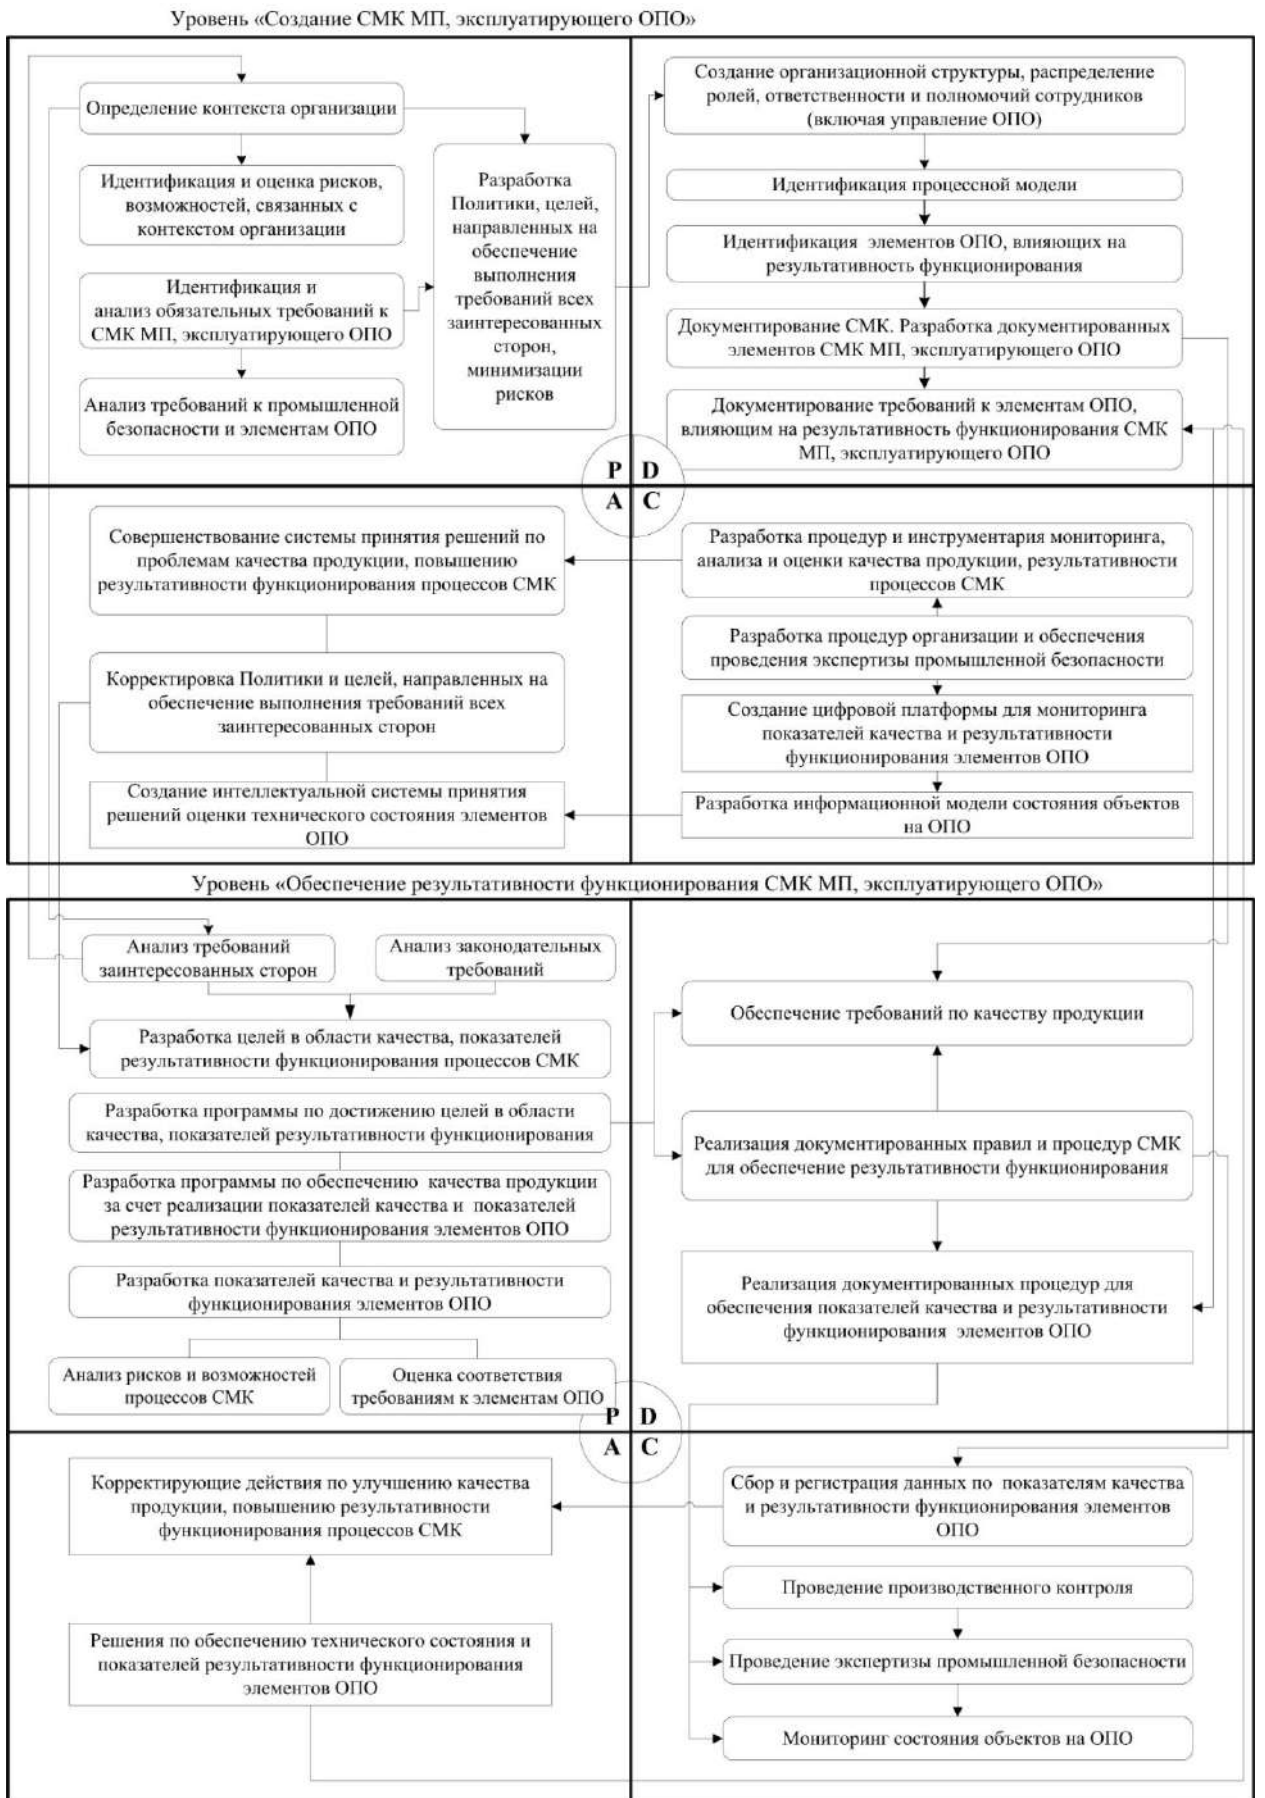 Уровень «Создание СМК МП, эксплуатирующего ОПО»
Определение контекста организации
Идентификация и оценка рисков,
возможностей, связанных с
контекстом организации
Идентификация и
анализ обязательных требований к
СМК МП, эксплуатирующего ОПО
Анализ требований к промышленной
безопасности и элементам ОПО
Разработка
Политики, целей,
направленных на
обеспечение
выполнения
требований всех
заинтересованных
сторон,
минимизации
рисков
Создание организационной структуры, распределение
ролей, ответственности и полномочий сотрудников
(включая управление ОПО)
Идентификация процессной модели
Идентификация элементов ОПО, влияющих на
результативность функционирования
Документирование СМК. Разработка документированных
элементов СМК МП, эксплуатирующего ОПО
Документирование требований к элементам ОПО,
влияющим на результативность функционирования СМК
МП, эксплуатирующего ОПО
P D
A C
Совершенствование системы принятия решений по
проблемам качества продукции, повышению
результативности функционирования процессов СМК
Корректировка Политики и целей, направленных на
обеспечение выполнения требований всех
заинтересованных сторон
Создание интеллектуальной системы принятия
решений оценки технического состояния элементов
ОПО
Разработка процедур и инструментария мониторинга,
анализа и оценки качества продукции, результативности
процессов СМК
Разработка процедур организации и обеспечения
проведения экспертизы промышленной безопасности
Создание цифровой платформы для мониторинга
показателей качества и результативности
функционирования элементов ОПО
Разработка информационной модели состояния объектов
на ОПО
Уровень «Обеспечение результативности функционирования СМК МП, эксплуатирующего ОПО»
Анализ требований
заинтересованных сторон
Анализ законодательных
требований
Разработка целей в области качества, показателей
результативности функционирования процессов СМК
Разработка программы по достижению целей в области
качества, показателей результативности функционирования
Разработка программы по обеспечению качества продукции
за счет реализации показателей качества и показателей
результативности функционирования элементов ОПО
Разработка показателей качества и результативности
функционирования элементов ОПО
Анализ рисков и возможностей
процессов СМК
Оценка соответствия
требованиям к элементам ОПО
Обеспечение требований по качеству продукции
Реализация документированных правил и процедур СМК
для обеспечение результативности функционирования
Реализация документированных процедур для
обеспечения показателей качества и результативности
функционирования элементов ОПО
P D
A C
Корректирующие действия по улучшению качества
продукции, повышению результативности
функционирования процессов СМК
Решения по обеспечению технического состояния и
показателей результативности функционирования
элементов ОПО
Сбор и регистрация данных по показателям качества
и результативности функционирования элементов
ОПО
Проведение производственного контроля
Проведение экспертизы промышленной безопасности
Мониторинг состояния объектов на ОПО